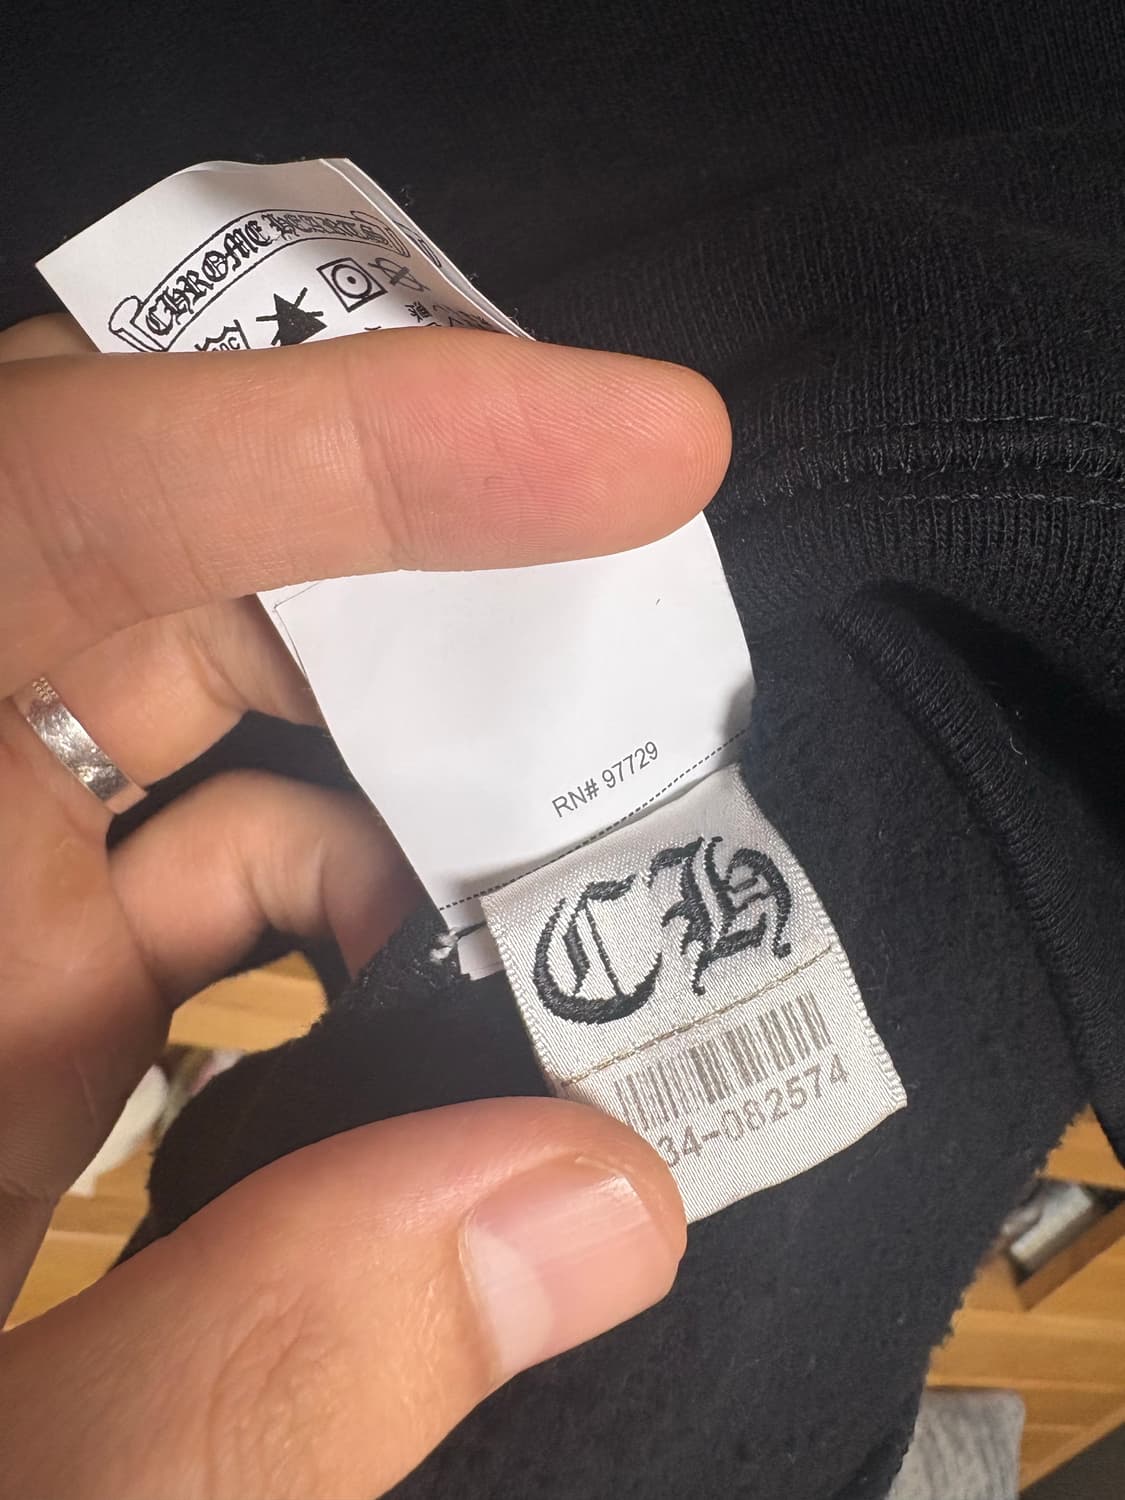 CHROME HEARTS
RN# 97729
CH
34-082574